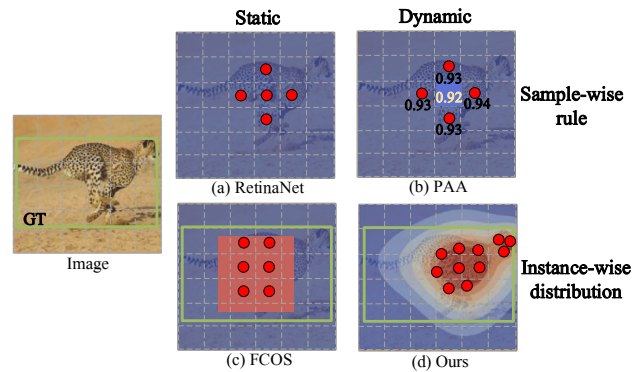 Static
Dynamic
0.93
0.93
0.92
0.94
0.93
Sample-wise
rule
(a) RetinaNet
(b) PAA
GT
Image
Instance-wise
distribution
(c) FCOS
(d) Ours